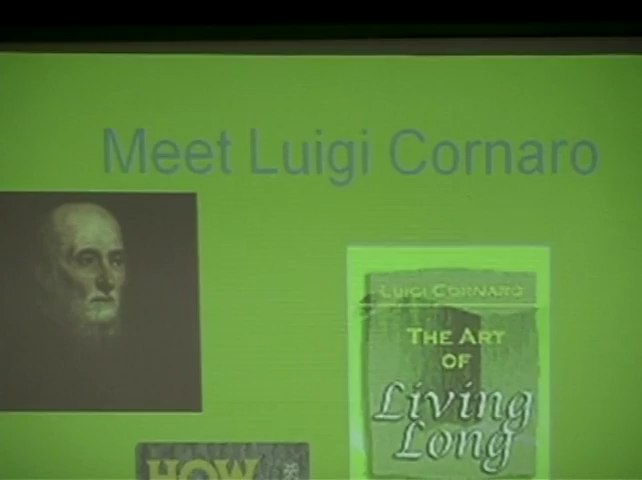 Meet Luigi Cornaro
LUIGI CORNARO
THE ART
OF
Living
Long
HOW